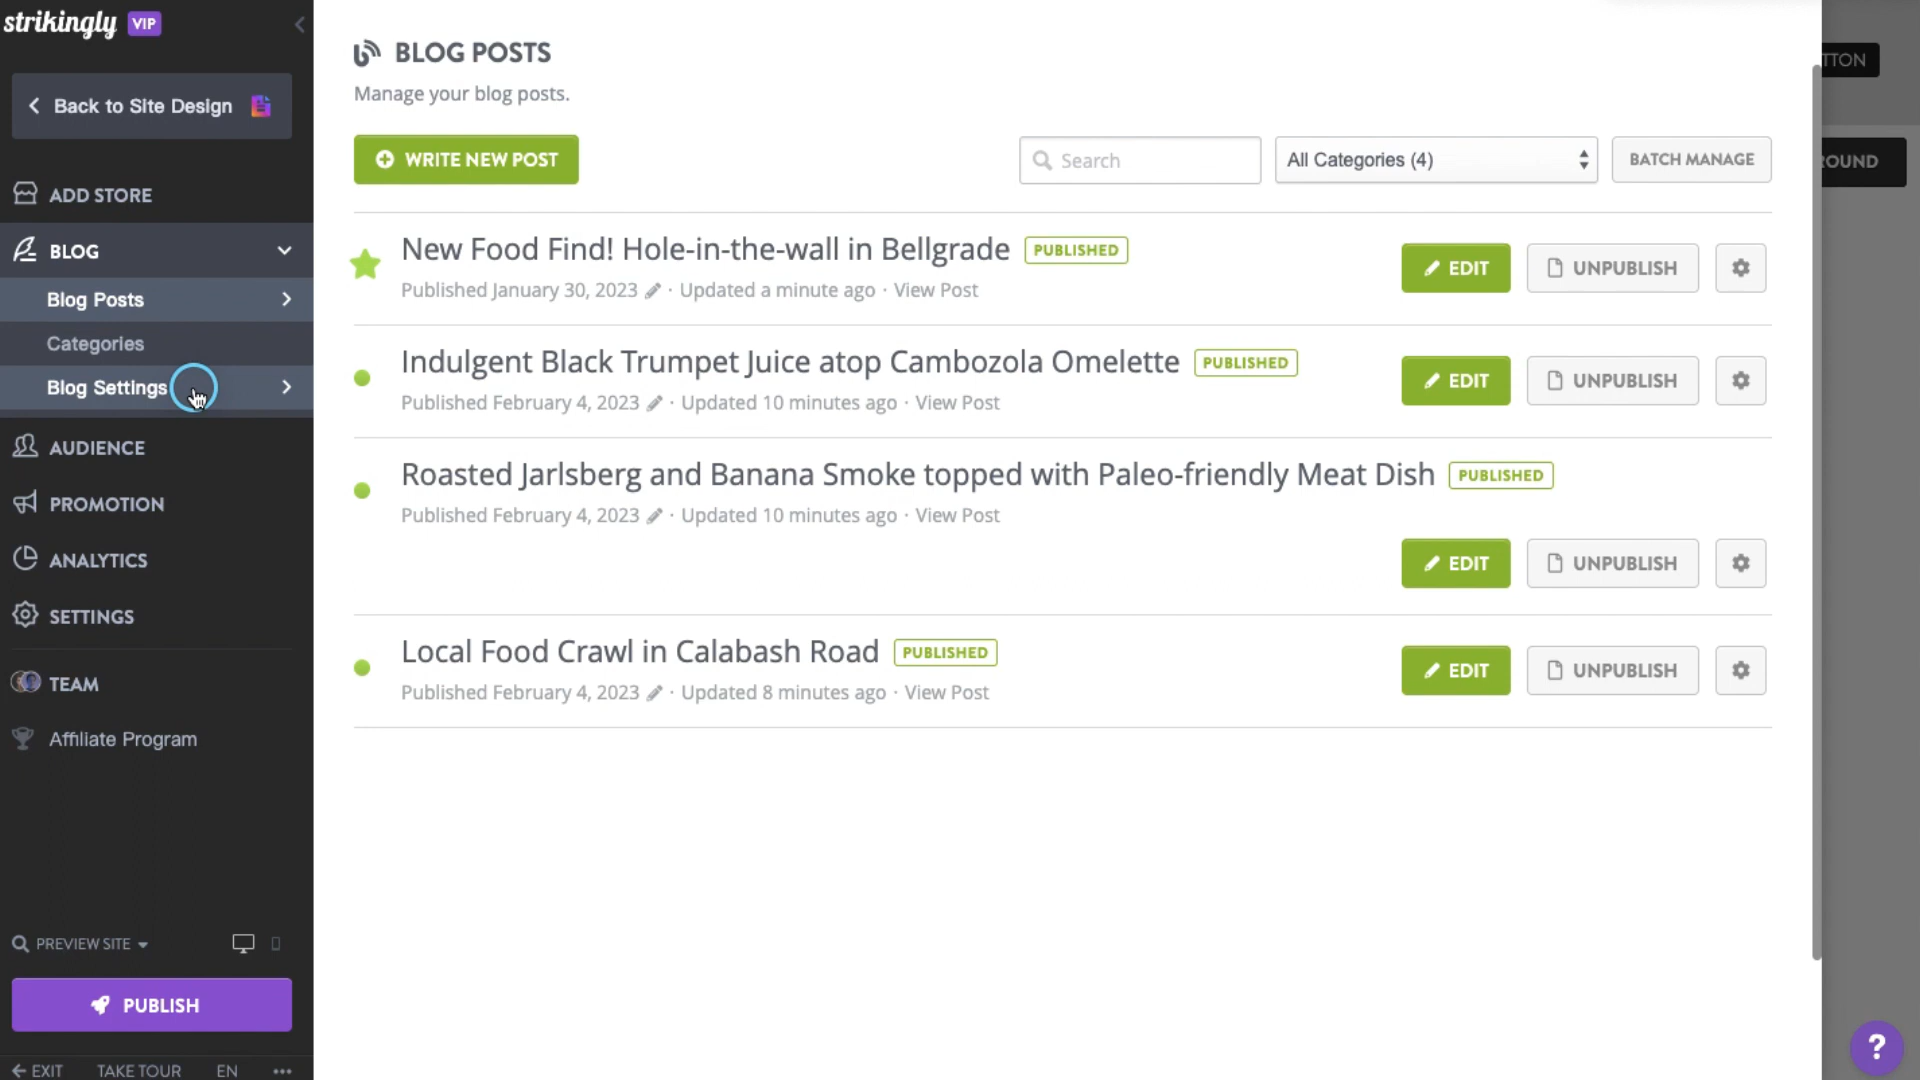 strikingly VIP
Back to Site Design
ADD STORE
BLOG
Blog Posts
Categories
Blog Settings
AUDIENCE
PROMOTION
ANALYTICS
SETTINGS
TEAM
Affiliate Program
PREVIEW SITE
PUBLISH
EXIT TAKE TOUR EN
BLOG POSTS
Manage your blog posts.
WRITE NEW POST
Search
All Categories (4)
BATCH MANAGE
New Food Find! Hole-in-the-wall in Bellgrade PUBLISHED
Published January 30, 2023 · Updated a minute ago · View Post
EDIT UNPUBLISH
Indulgent Black Trumpet Juice atop Cambozola Omelette PUBLISHED
Published February 4, 2023 · Updated 10 minutes ago · View Post
EDIT UNPUBLISH
Roasted Jarlsberg and Banana Smoke topped with Paleo-friendly Meat Dish PUBLISHED
Published February 4, 2023 · Updated 10 minutes ago · View Post
EDIT UNPUBLISH
Local Food Crawl in Calabash Road PUBLISHED
Published February 4, 2023 · Updated 8 minutes ago · View Post
EDIT UNPUBLISH
?